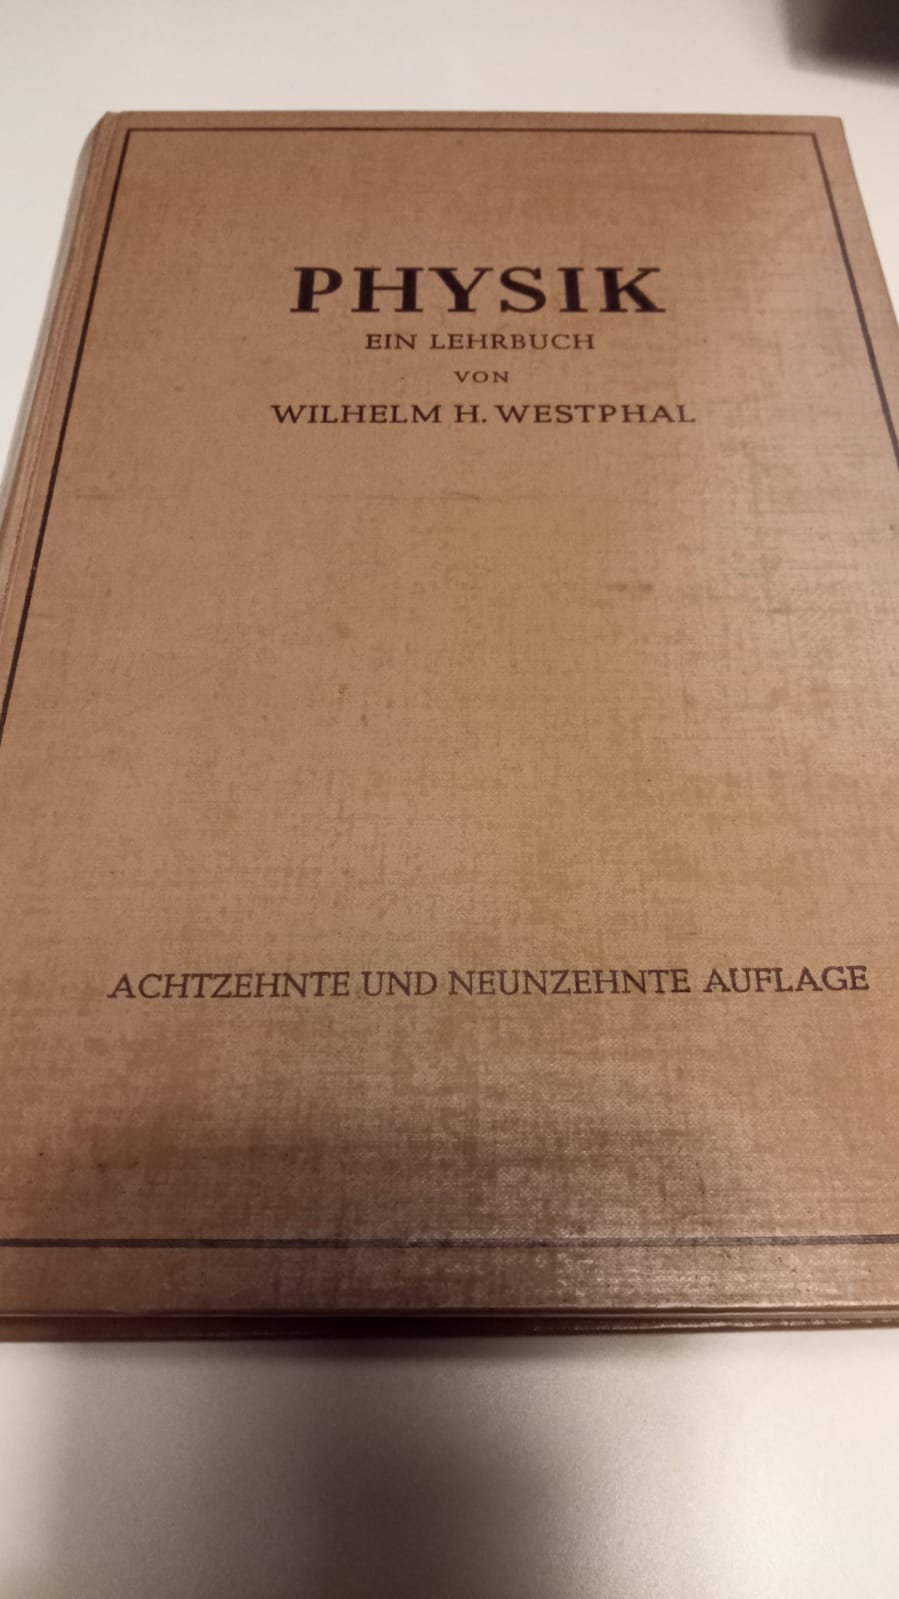 PHYSIK
EIN LEHRBUCH
VON
WILHELM H. WESTPHAL
ACHTZEHNTE UND NEUNZEHNTE AUFLAGE